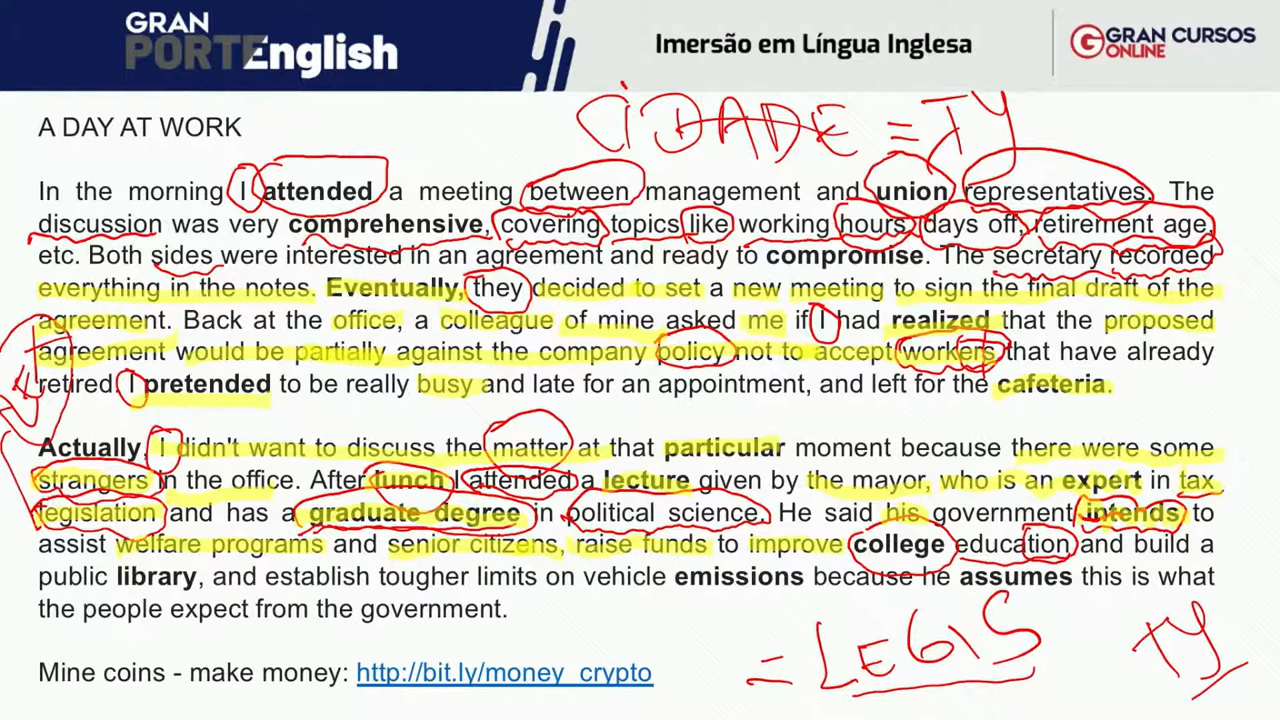 GRAN
PORTEnglish
Imersão em Língua Inglesa
GRAN CURSOS
ONLINE
CIDADE = TY
A DAY AT WORK
In the morning I attended a meeting between management and union representatives. The
discussion was very comprehensive, covering topics like working hours, days off, retirement age,
etc. Both sides were interested in an agreement and ready to compromise. The secretary recorded
everything in the notes. Eventually, they decided to set a new meeting to sign the final draft of the
agreement. Back at the office, a colleague of mine asked me if I had realized that the proposed
agreement would be partially against the company policy not to accept workers that have already
retired. I pretended to be really busy and late for an appointment, and left for the cafeteria.
Actually, I didn't want to discuss the matter at that particular moment because there were some
strangers in the office. After lunch I attended a lecture given by the mayor, who is an expert in tax
legislation and has a graduate degree in political science. He said his government intends to
assist welfare programs and senior citizens, raise funds to improve college education and build a
public library, and establish tougher limits on vehicle emissions because he assumes this is what
the people expect from the government.
= LEGIS TY
Mine coins - make money: http://bit.ly/money_crypto